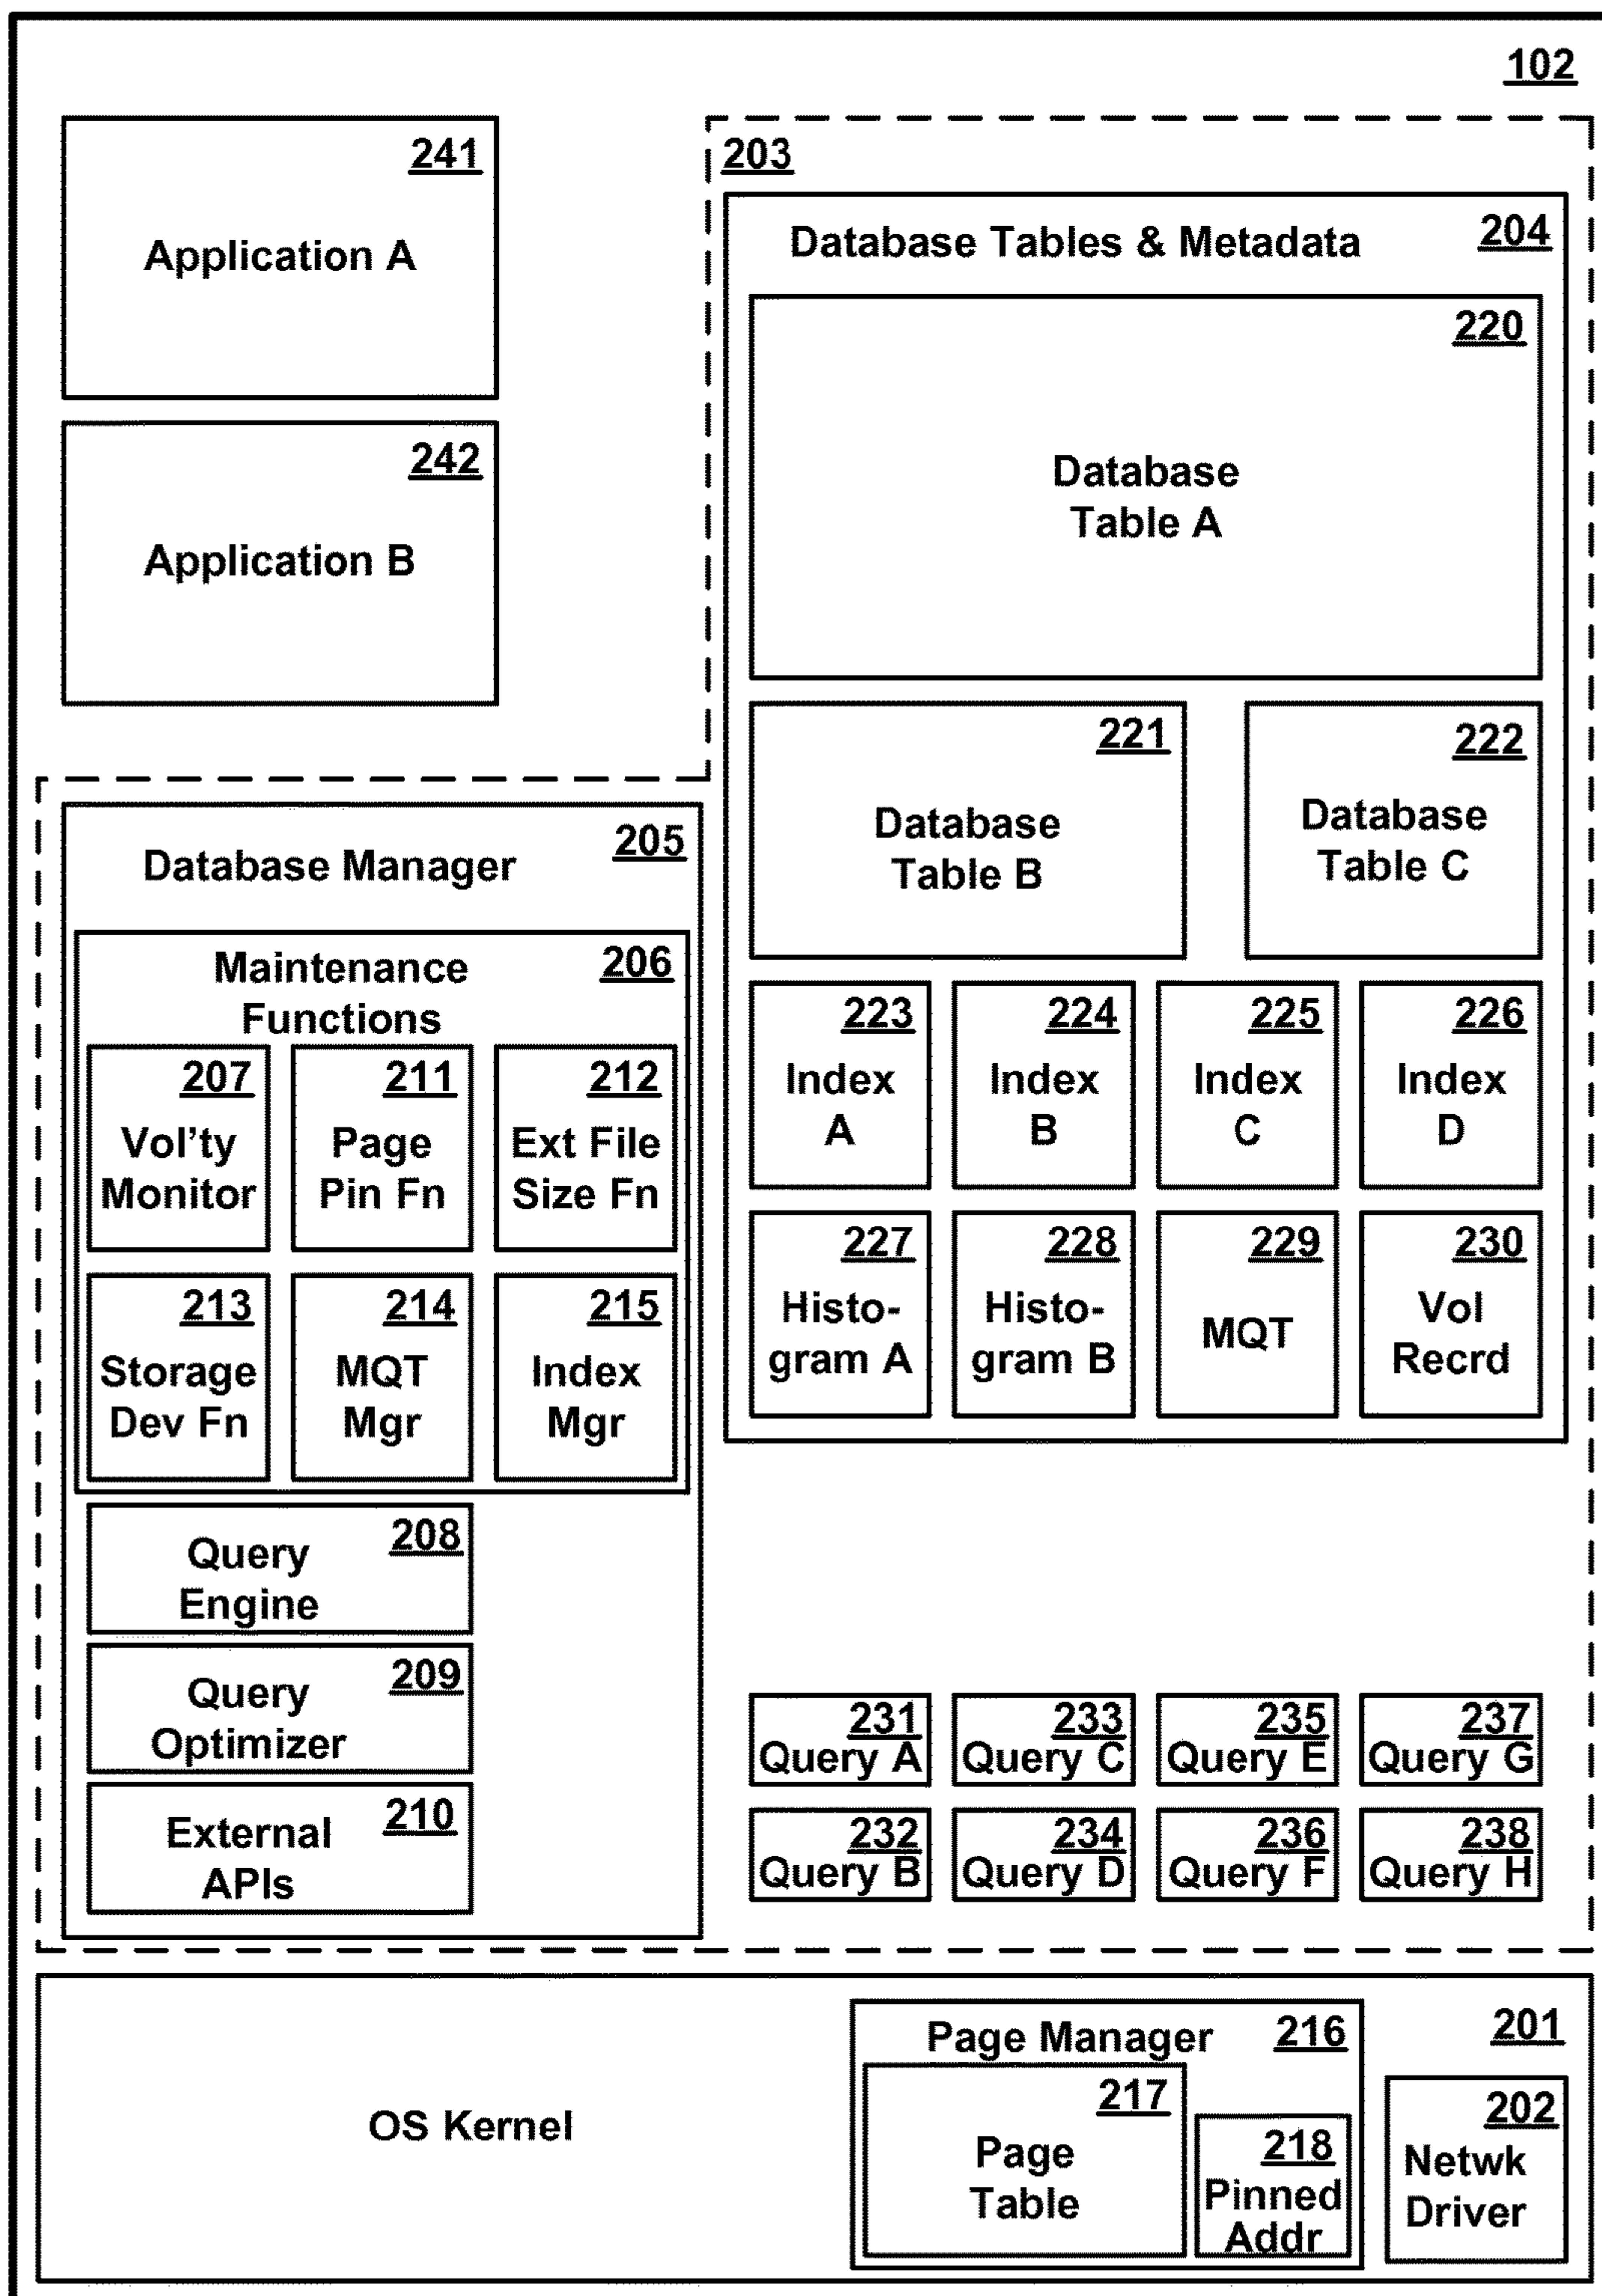 102
241
Application A
242
Application B
203
Database Tables & Metadata 204
220
Database
Table A
221
Database
Table B
222
Database
Table C
223
Index
A
224
Index
B
225
Index
C
226
Index
D
227
Histo-
gram A
228
Histo-
gram B
229
MQT
230
Vol
Recrd
205
Database Manager
206
Maintenance
Functions
207
Vol'ty
Monitor
211
Page
Pin Fn
212
Ext File
Size Fn
213
Storage
Dev Fn
214
MQT
Mgr
215
Index
Mgr
208
Query
Engine
209
Query
Optimizer
210
External
APIs
231
Query A
233
Query C
235
Query E
237
Query G
232
Query B
234
Query D
236
Query F
238
Query H
201
OS Kernel
Page Manager 216
217
Page
Table
218
Pinned
Addr
202
Netwk
Driver